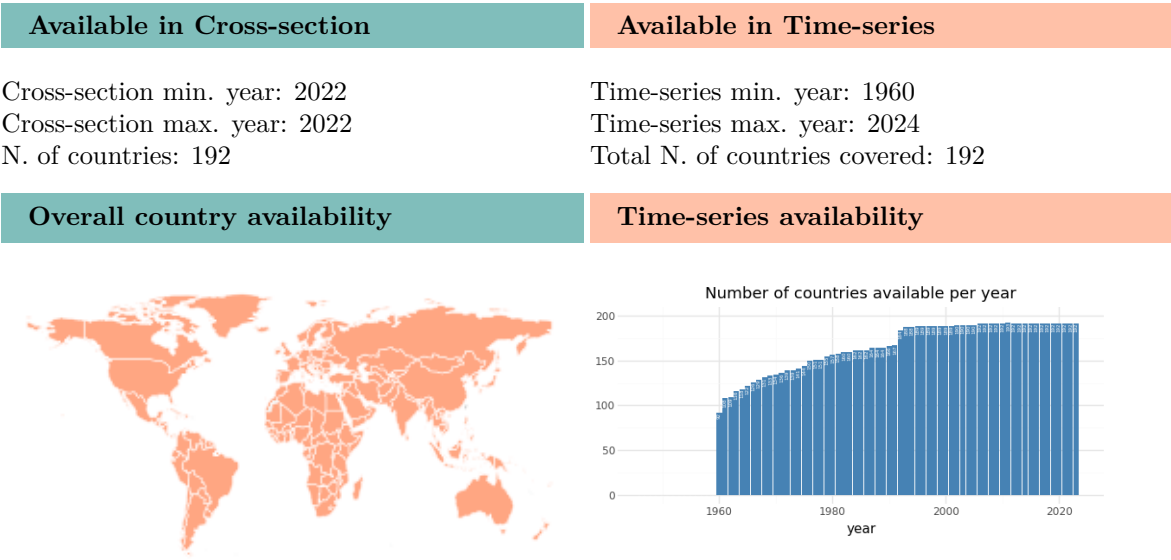 Available in Cross-section
Available in Time-series
Cross-section min. year: 2022
Cross-section max. year: 2022
N. of countries: 192
Time-series min. year: 1960
Time-series max. year: 2024
Total N. of countries covered: 192
Overall country availability
Time-series availability
Number of countries available per year
200
150
100
50
0
1960
1980
2000
2020
year